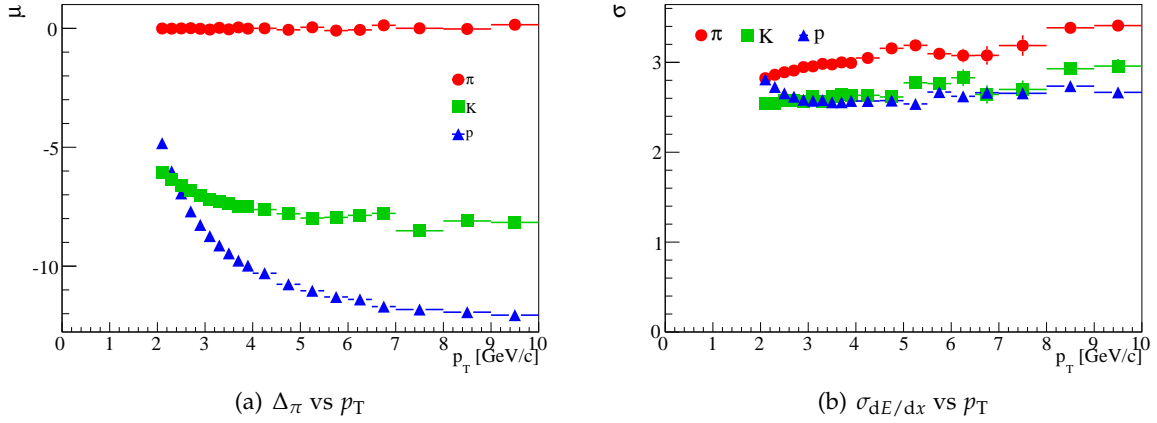 μ
0
-5
-10
π
K
p
0 1 2 3 4 5 6 7 8 9 10
p_T [GeV/c]
(a) Δ_π vs p_T
σ
3
2
1
0
π K p
0 1 2 3 4 5 6 7 8 9 10
p_T [GeV/c]
(b) σ_{dE/dx} vs p_T